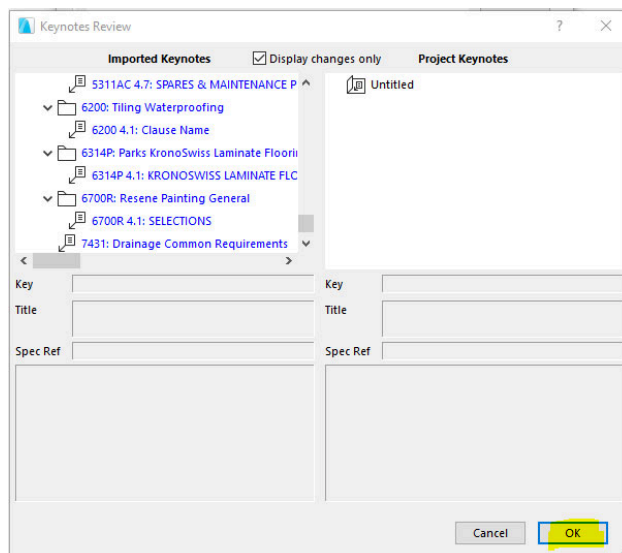 Keynotes Review
Imported Keynotes
Display changes only
Project Keynotes
5311AC 4.7: SPARES & MAINTENANCE P
6200: Tiling Waterproofing
6200 4.1: Clause Name
6314P: Parks KronoSwiss Laminate Floori
6314P 4.1: KRONOSWISS LAMINATE FLC
6700R: Resene Painting General
6700R 4.1: SELECTIONS
7431: Drainage Common Requirements
Untitled
Key
Title
Spec Ref
Key
Title
Spec Ref
Cancel
OK